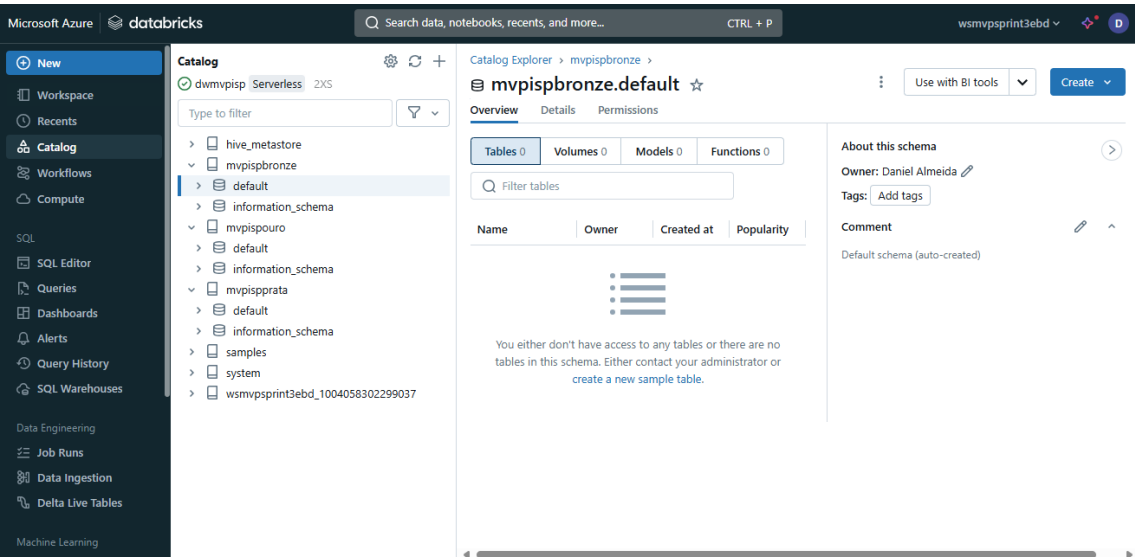 Microsoft Azure databricks Search data, notebooks, recents, and more... CTRL + P wsmvpsprint3ebd D
New
Workspace
Recents
Catalog
Workflows
Compute
SQL
SQL Editor
Queries
Dashboards
Alerts
Query History
SQL Warehouses
Data Engineering
Job Runs
Data Ingestion
Delta Live Tables
Machine Learning
Catalog
dwmvpisp Serverless 2XS
Type to filter
hive_metastore
mvpispbronze
default
information_schema
mvpispouro
default
information_schema
mvpispprata
default
information_schema
samples
system
wsmvpsprint3ebd_1004058302299037
Catalog Explorer > mvpispbronze >
mvpispbronze.default
Use with BI tools Create
Overview Details Permissions
Tables 0 Volumes 0 Models 0 Functions 0
Filter tables
Name Owner Created at Popularity
You either don't have access to any tables or there are no
tables in this schema. Either contact your administrator or
create a new sample table.
About this schema
Owner: Daniel Almeida
Tags: Add tags
Comment
Default schema (auto-created)